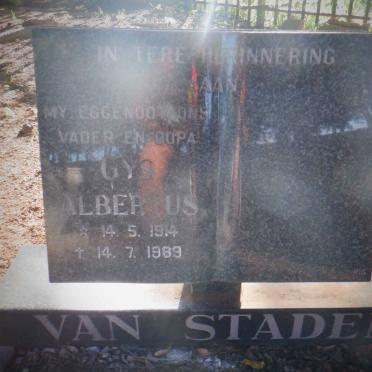 IN TERE HERINNERING
AAN
MY EGGENOOT ONS
VADER EN OUPA
GYS
ALBERTUS
☆ 14. 5. 1914
✝ 14. 7. 1989
VAN STADEN